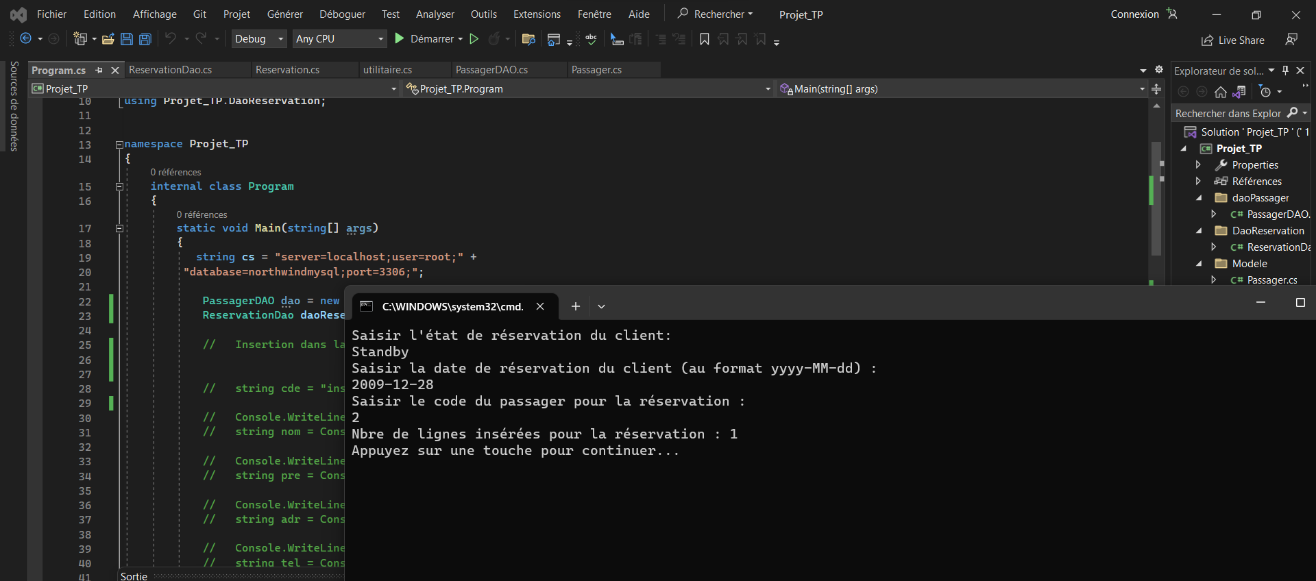 Fichier Edition Affichage Git Projet Générer Déboguer Test Analyser Outils Extensions Fenêtre Aide Rechercher Projet_TP Connexion
Debug Any CPU Démarrer abc Live Share
Sources de données
Program.cs ReservationDao.cs Reservation.cs utilitaire.cs PassagerDAO.cs Passager.cs
Projet_TP Projet_TP.Program Main(string[] args)
10 using Projet_TP.DaoReservation;
11
12
13 namespace Projet_TP
14 {
0 références
15 internal class Program
16 {
0 références
17 static void Main(string[] args)
18 {
19 string cs = "server=localhost;user=root;" +
20 "database=northwindmysql;port=3306;";
21
22 PassagerDAO dao = new
23 ReservationDao daoRese
24
25 // Insertion dans la
26
27
28 // string cde = "ins
29
30 // Console.WriteLine
31 // string nom = Cons
32
33 // Console.WriteLine
34 // string pre = Cons
35
36 // Console.WriteLine
37 // string adr = Cons
38
39 // Console.WriteLine
40 // string tel = Cons
41
Sortie
C:\WINDOWS\system32\cmd.
Saisir l'état de réservation du client:
Standby
Saisir la date de réservation du client (au format yyyy-MM-dd) :
2009-12-28
Saisir le code du passager pour la réservation :
2
Nbre de lignes insérées pour la réservation : 1
Appuyez sur une touche pour continuer...
Explorateur de sol...
Rechercher dans Explor
Solution ' Projet_TP ' (' 1
C# Projet_TP
Properties
Références
daoPassager
C# PassagerDAO.
DaoReservation
C# ReservationDa
Modele
C# Passager.cs